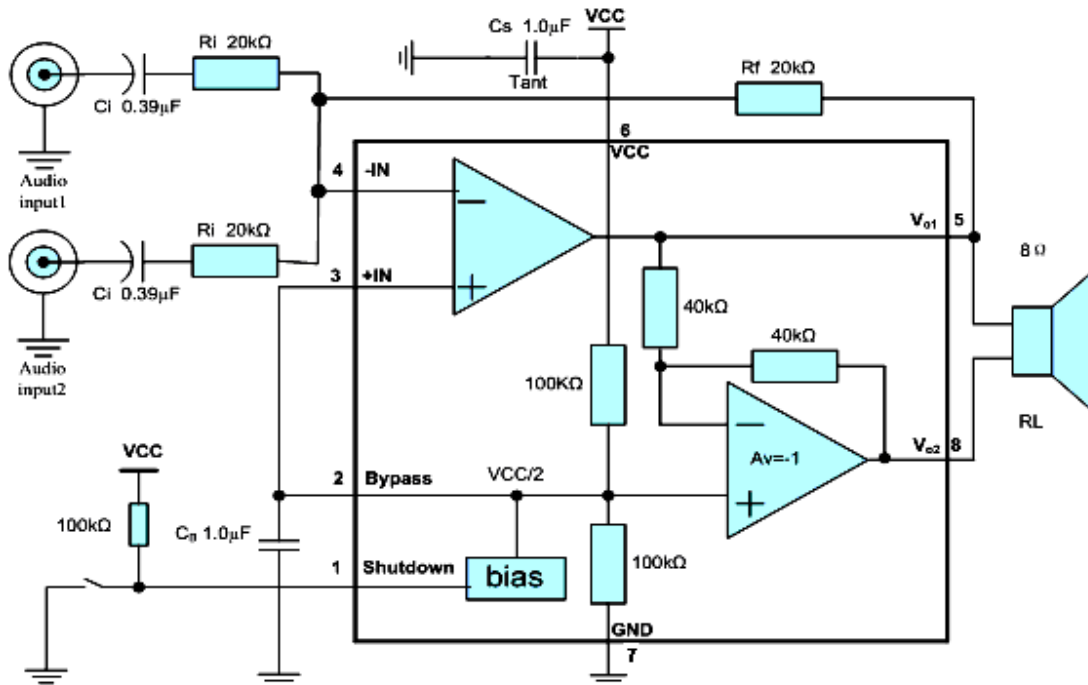 Cs 1.0µF
VCC
Tant
Ri 20kΩ
Ci 0.39µF
Rf 20kΩ
Audio
input1
6
VCC
4 -IN
Ri 20kΩ
Ci 0.39µF
3 +IN
Vo1 5
8 Ω
40kΩ
40kΩ
100KΩ
Audio
input2
RL
Av=-1
Vo2 8
VCC
VCC/2
2 Bypass
100kΩ
CB 1.0µF
1 Shutdown
bias
100kΩ
GND
7